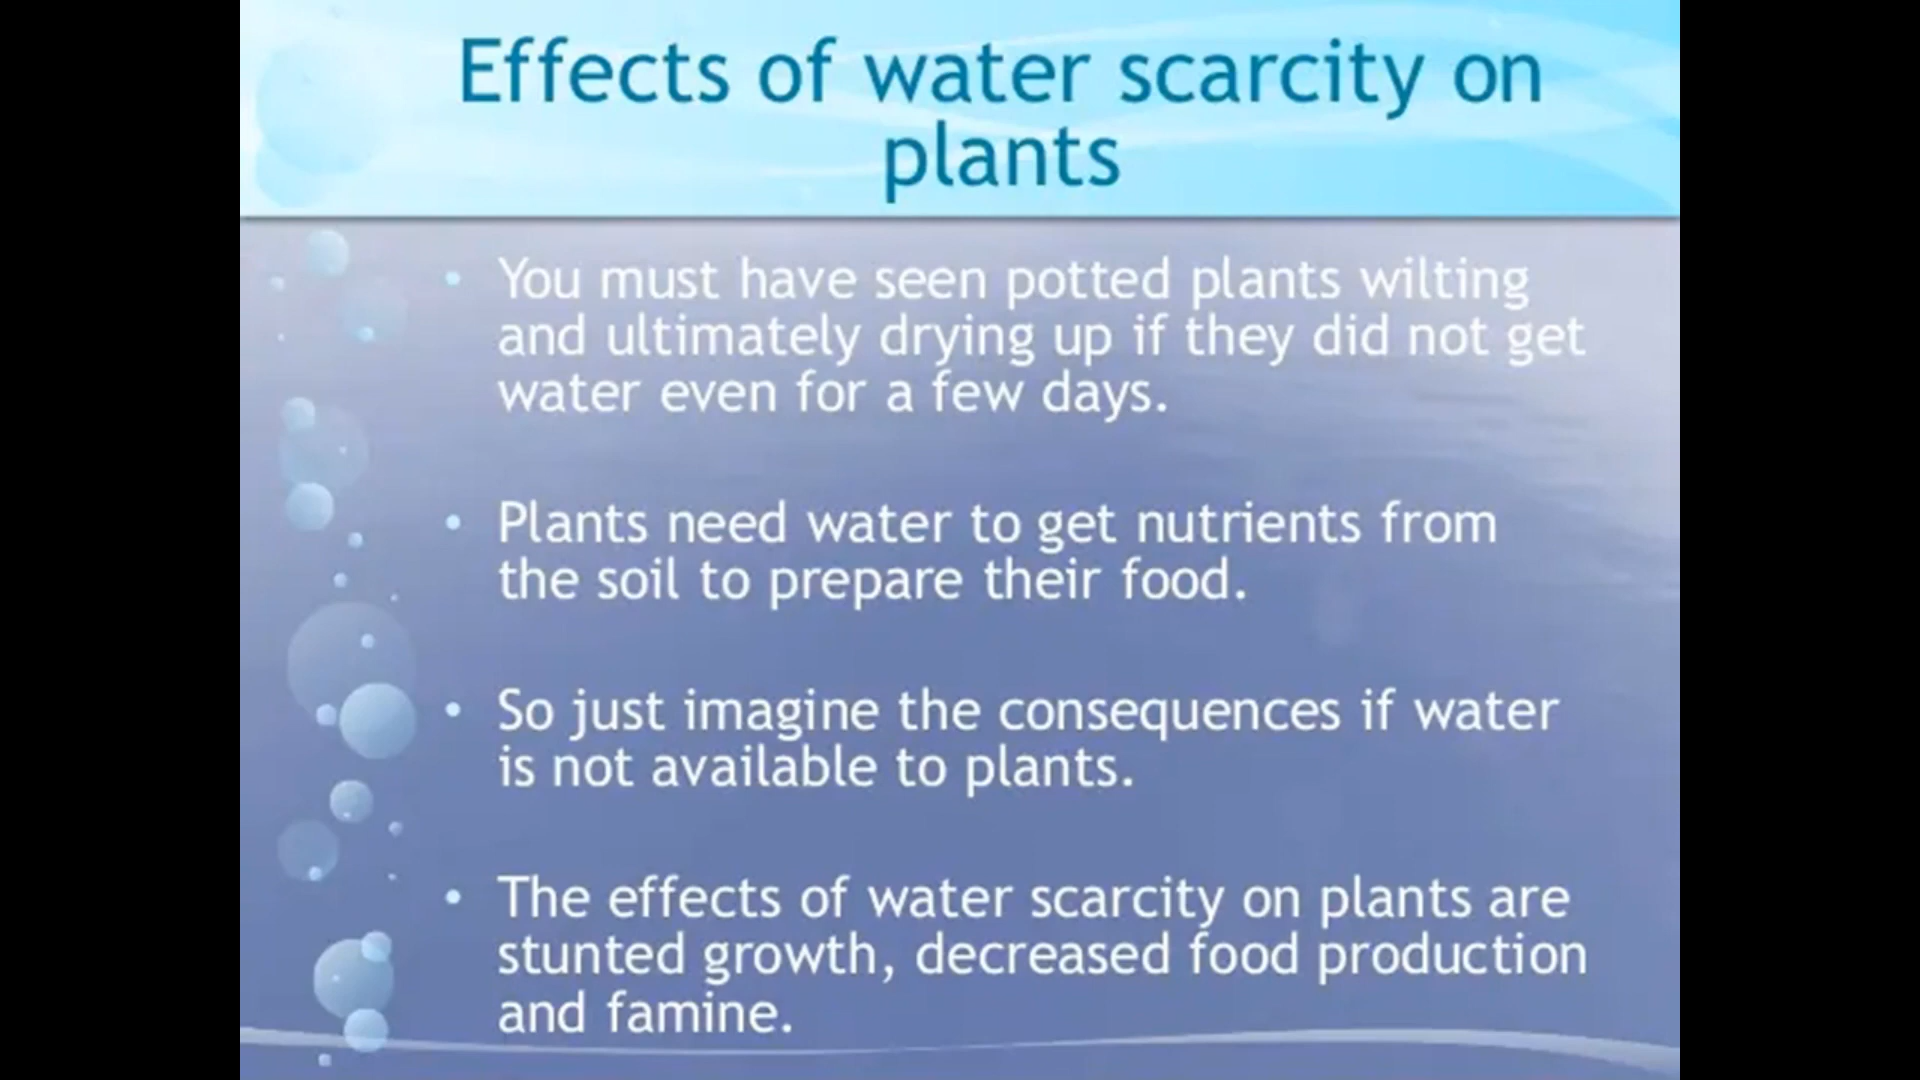 Effects of water scarcity on
plants
• You must have seen potted plants wilting
and ultimately drying up if they did not get
water even for a few days.
• Plants need water to get nutrients from
the soil to prepare their food.
• So just imagine the consequences if water
is not available to plants.
• The effects of water scarcity on plants are
stunted growth, decreased food production
and famine.